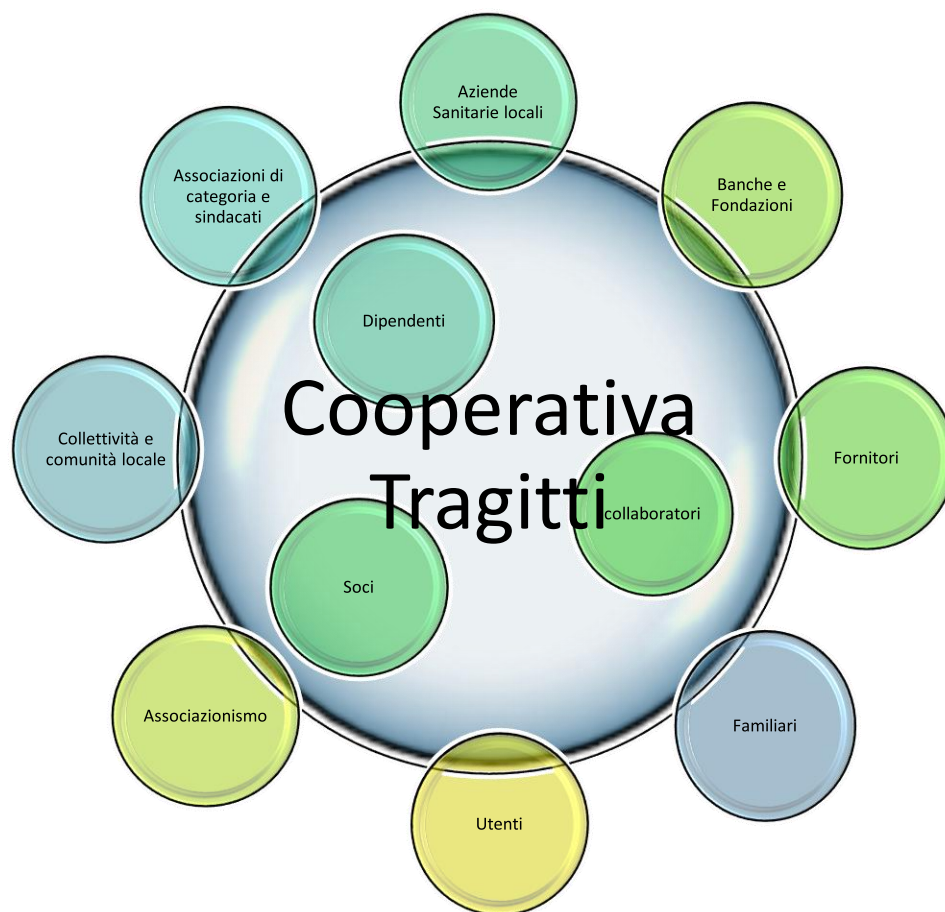 Aziende
Sanitarie locali
Associazioni di
categoria e
sindacati
Banche e
Fondazioni
Dipendenti
Cooperativa
Tragitti
Collettività e
comunità locale
Fornitori
collaboratori
Soci
Associazionismo
Familiari
Utenti